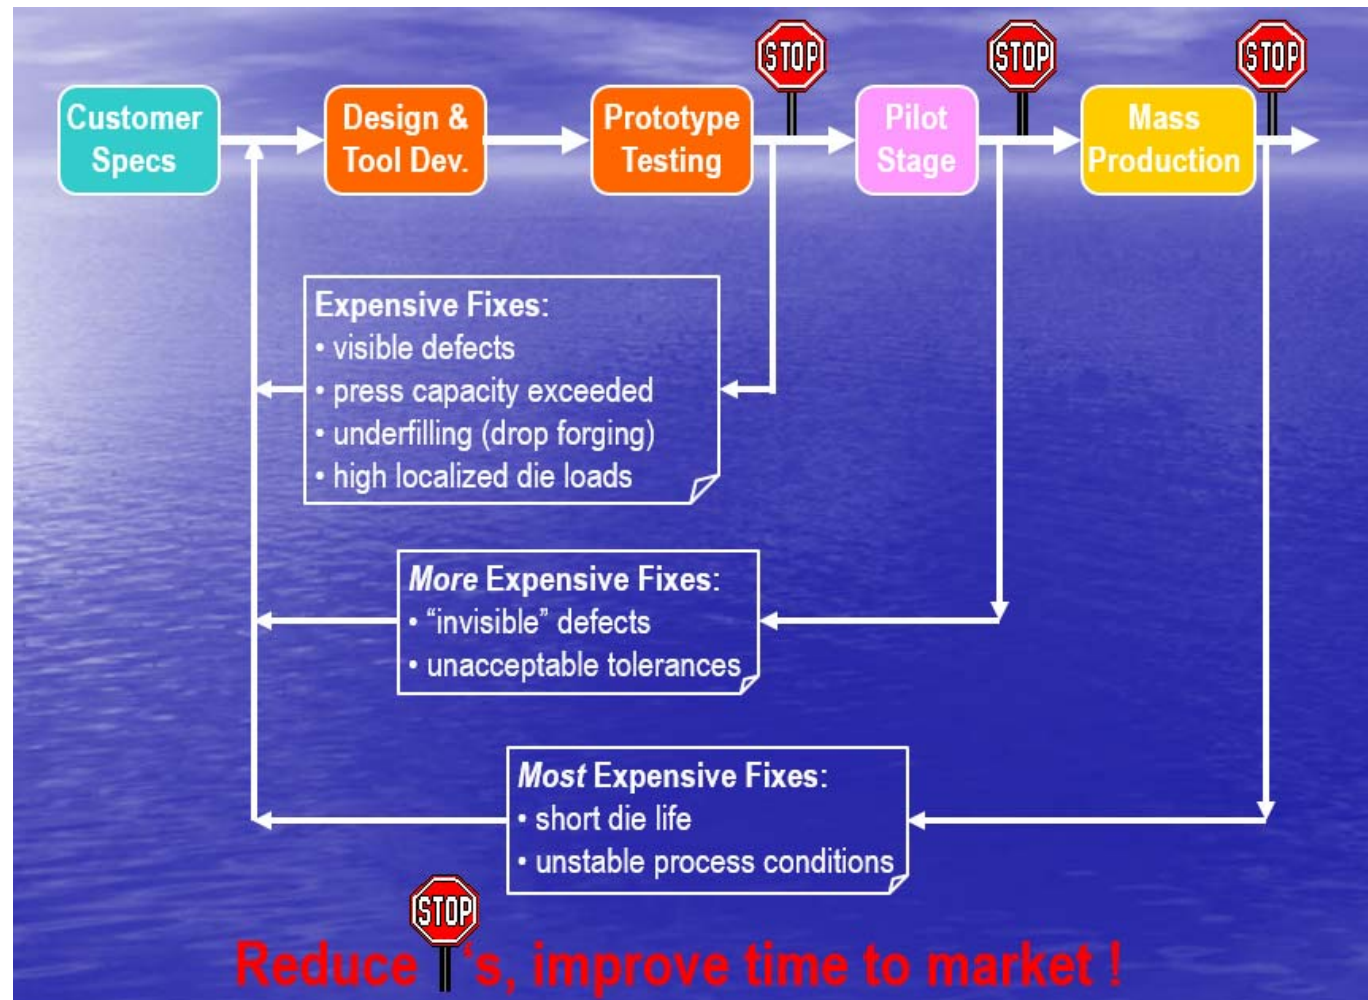 STOP
STOP
STOP
Customer
Specs
Design &
Tool Dev.
Prototype
Testing
Pilot
Stage
Mass
Production
Expensive Fixes:
• visible defects
• press capacity exceeded
• underfilling (drop forging)
• high localized die loads
More Expensive Fixes:
• “invisible” defects
• unacceptable tolerances
Most Expensive Fixes:
• short die life
• unstable process conditions
Reduce STOP ‘s, improve time to market !